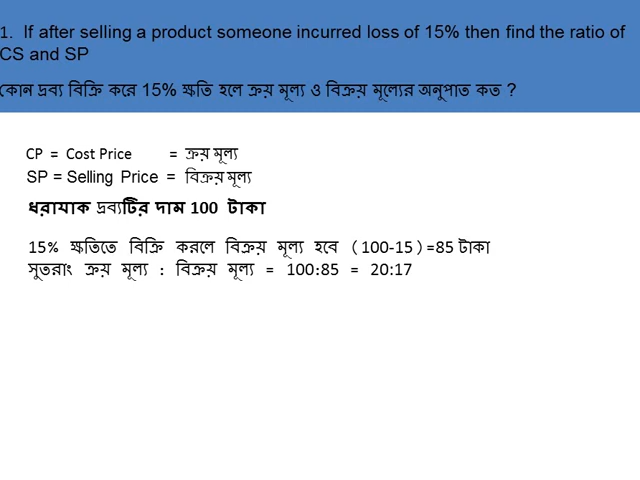 1. If after selling a product someone incurred loss of 15% then find the ratio of
CS and SP
কোন দ্রব্য বিক্রি করে 15% ক্ষতি হলে ক্রয় মূল্য ও বিক্রয় মূল্যের অনুপাত কত ?
CP = Cost Price = ক্রয় মূল্য
SP = Selling Price = বিক্রয় মূল্য
ধরাযাক দ্রব্যটির দাম 100 টাকা
15% ক্ষতিতে বিক্রি করলে বিক্রয় মূল্য হবে (100-15)=85 টাকা
সুতরাং ক্রয় মূল্য : বিক্রয় মূল্য = 100:85 = 20:17